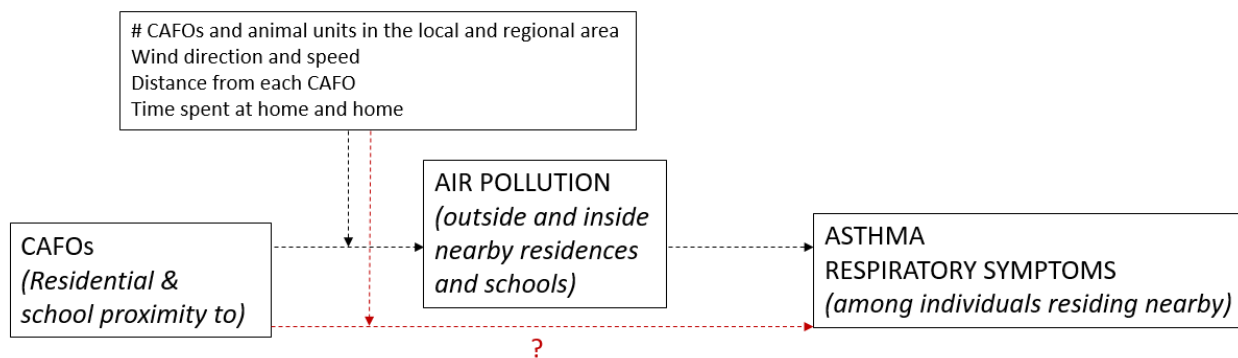 # CAFOs and animal units in the local and regional area
Wind direction and speed
Distance from each CAFO
Time spent at home and home
AIR POLLUTION
(outside and inside
nearby residences
and schools)
CAFOs
(Residential &
school proximity to)
ASTHMA
RESPIRATORY SYMPTOMS
(among individuals residing nearby)
?